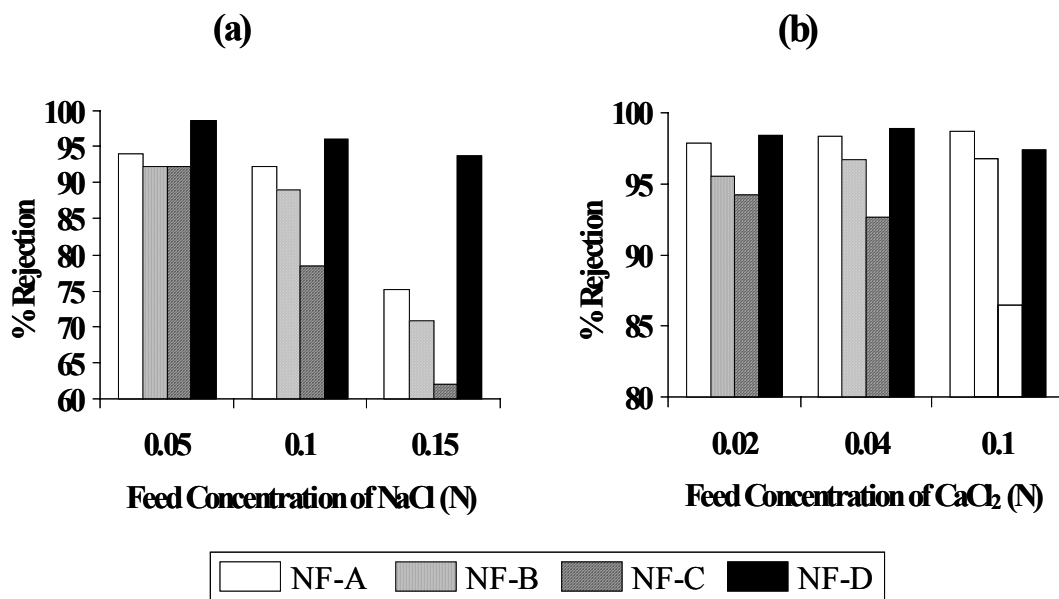 (a)
100
95
90
85
80
75
70
65
60
% Rejection
0.05 0.1 0.15
Feed Concentration of NaCl (N)
(b)
100
95
90
85
80
% Rejection
0.02 0.04 0.1
Feed Concentration of CaCl₂ (N)
NF-A NF-B NF-C NF-D